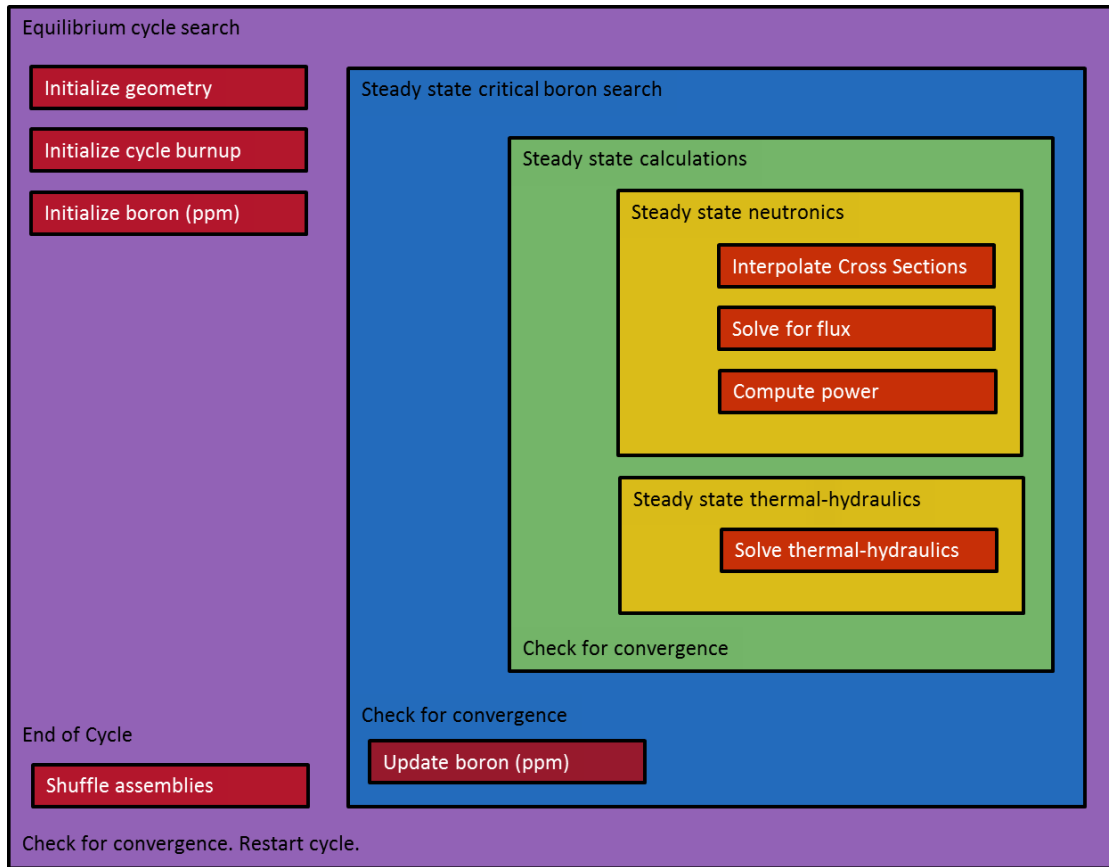 Equilibrium cycle search
Initialize geometry
Initialize cycle burnup
Initialize boron (ppm)
Steady state critical boron search
Steady state calculations
Steady state neutronics
Interpolate Cross Sections
Solve for flux
Compute power
Steady state thermal-hydraulics
Solve thermal-hydraulics
Check for convergence
Check for convergence
Update boron (ppm)
End of Cycle
Shuffle assemblies
Check for convergence. Restart cycle.